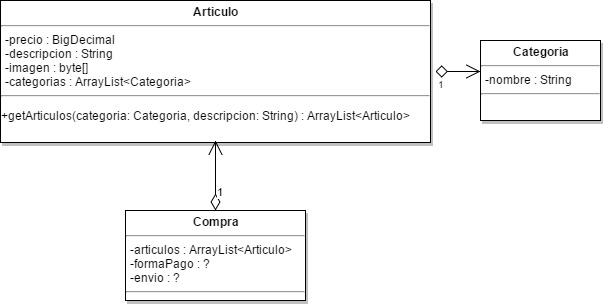 Articulo
-precio : BigDecimal
-descripcion : String
-imagen : byte[]
-categorias : ArrayList<Categoria>
+getArticulos(categoria: Categoria, descripcion: String) : ArrayList<Articulo>
Categoria
-nombre : String
1
1
Compra
-articulos : ArrayList<Articulo>
-formaPago : ?
-envio : ?